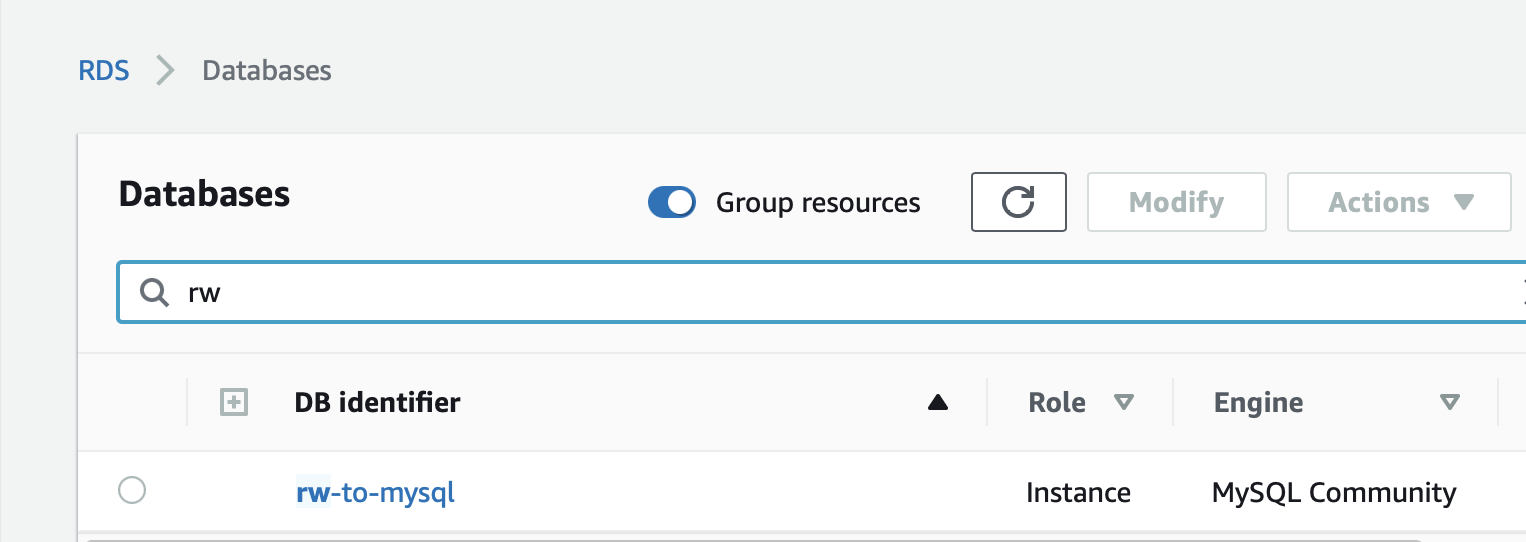 RDS Databases
Databases Group resources Modify Actions
rw
DB identifier Role Engine
rw-to-mysql Instance MySQL Community